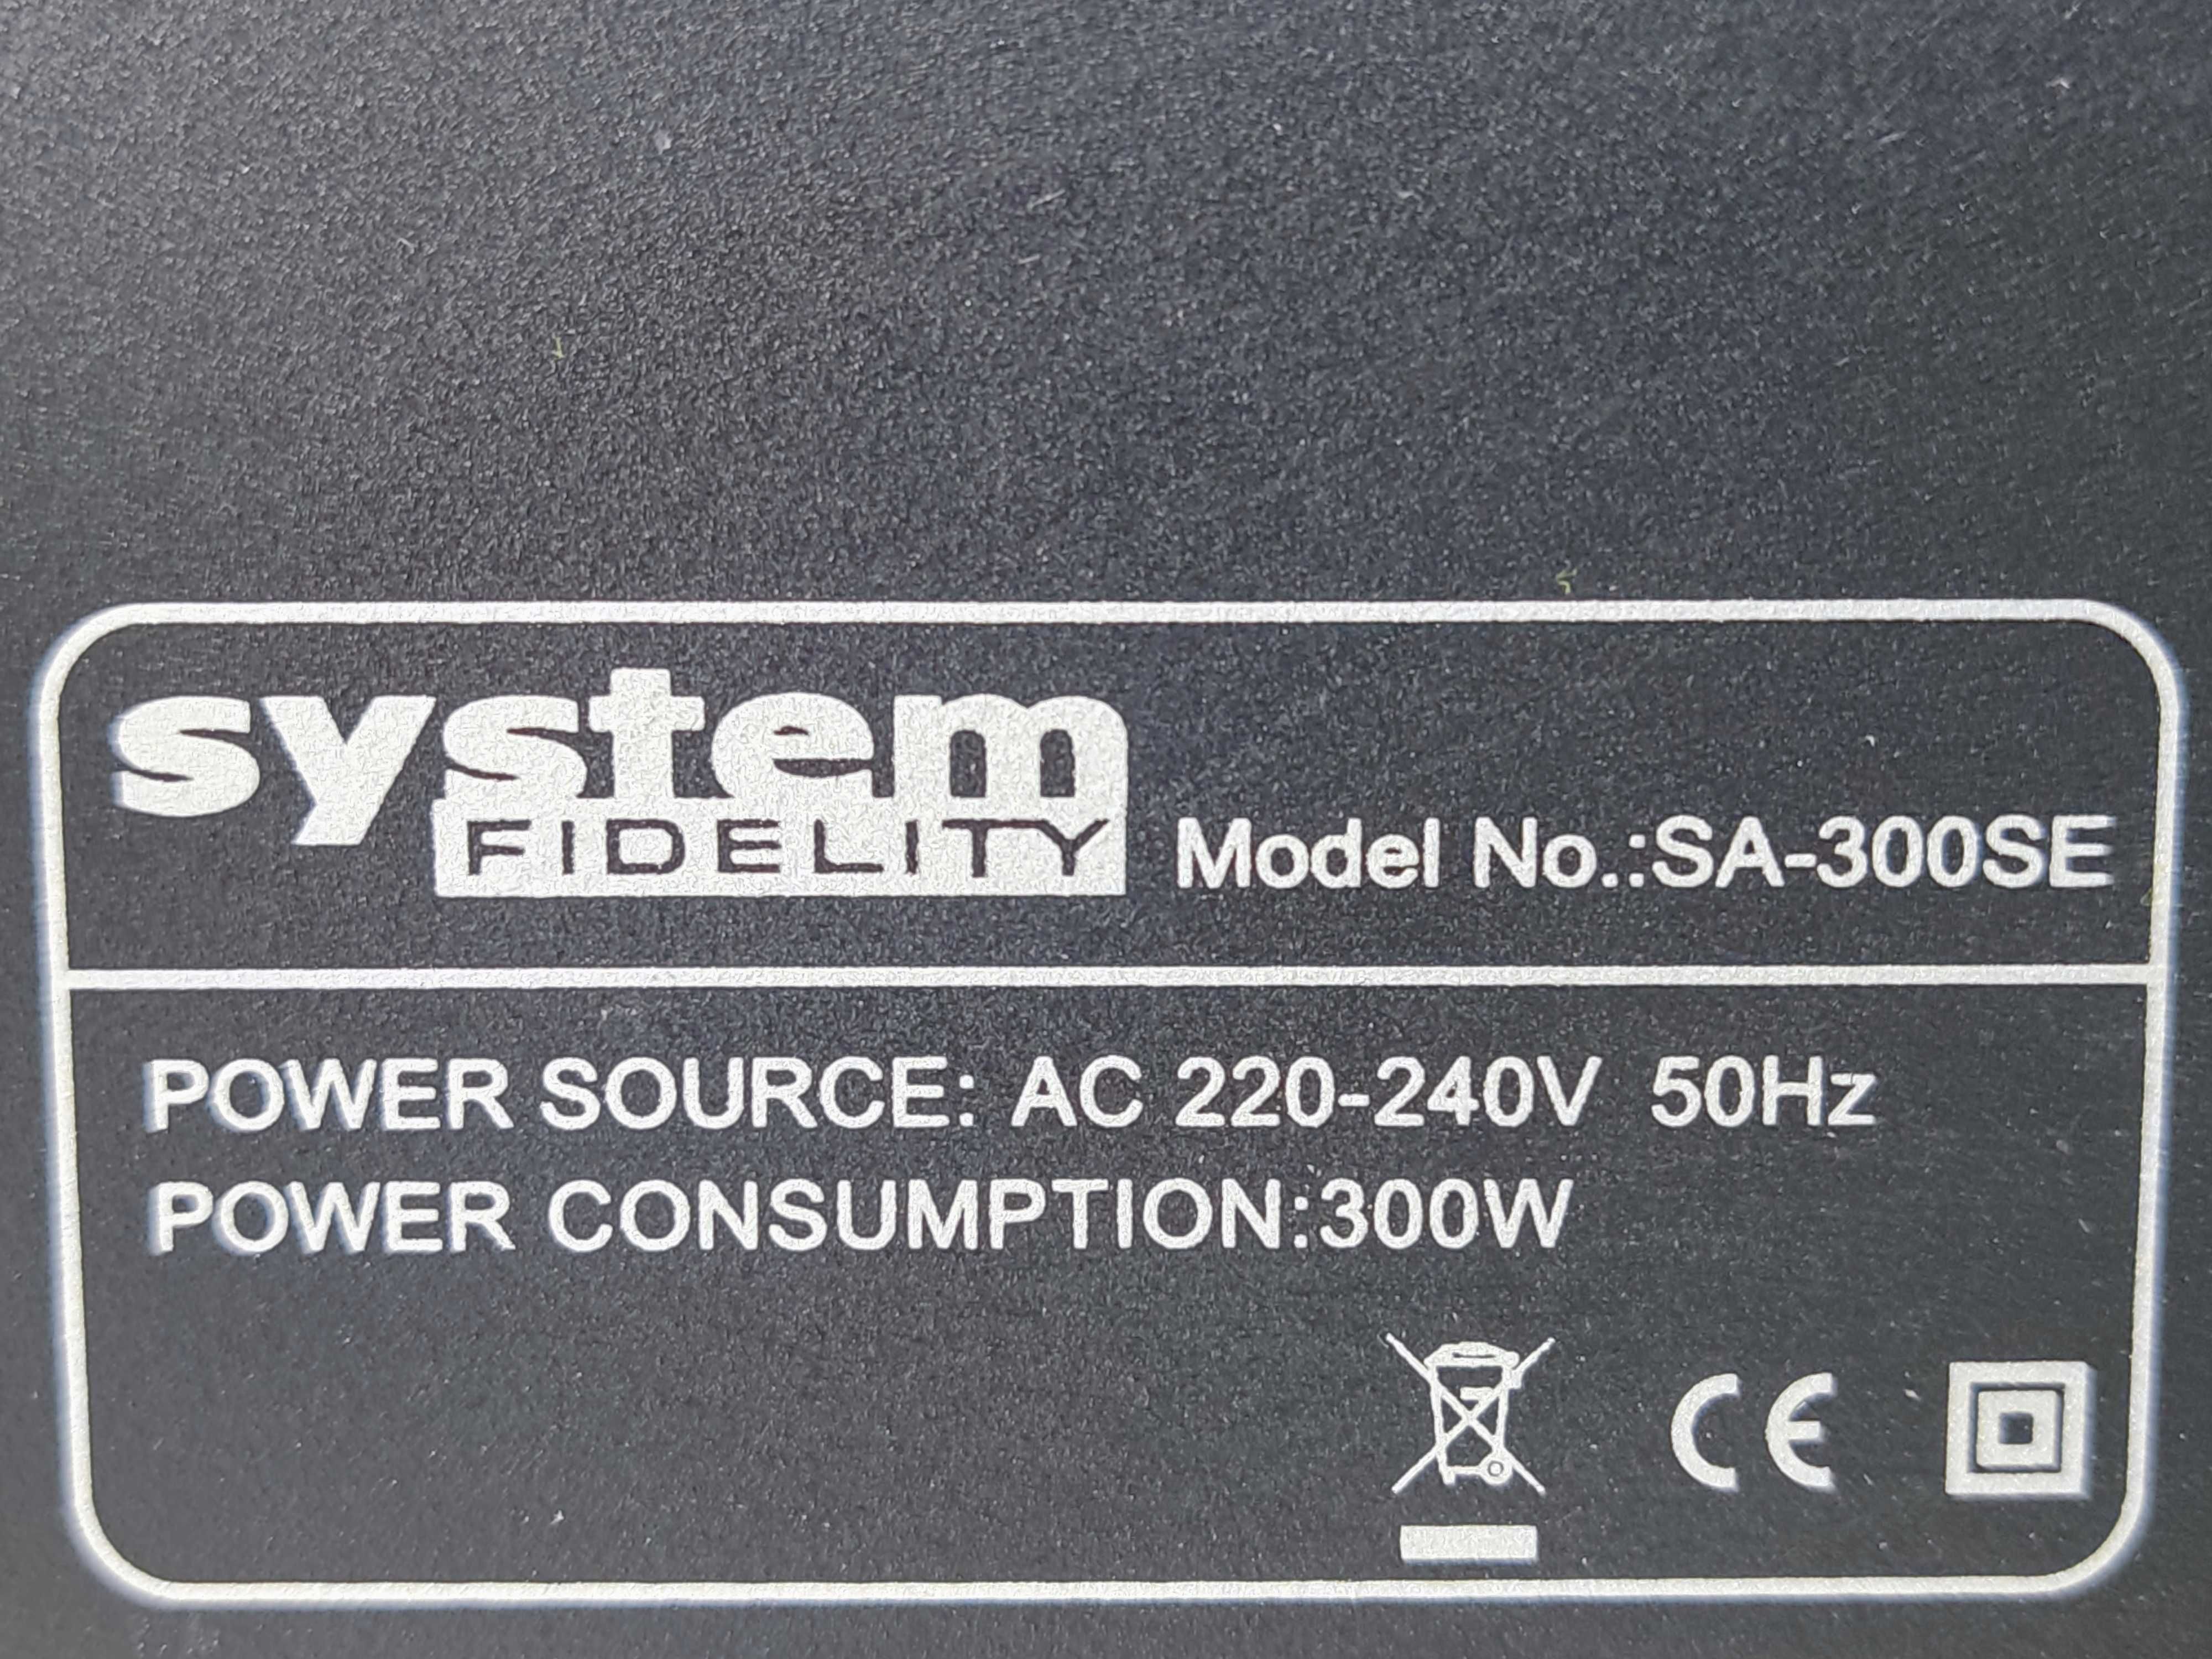 system
FIDELITY
Model No.:SA-300SE
POWER SOURCE: AC 220-240V 50Hz
POWER CONSUMPTION:300W
CE